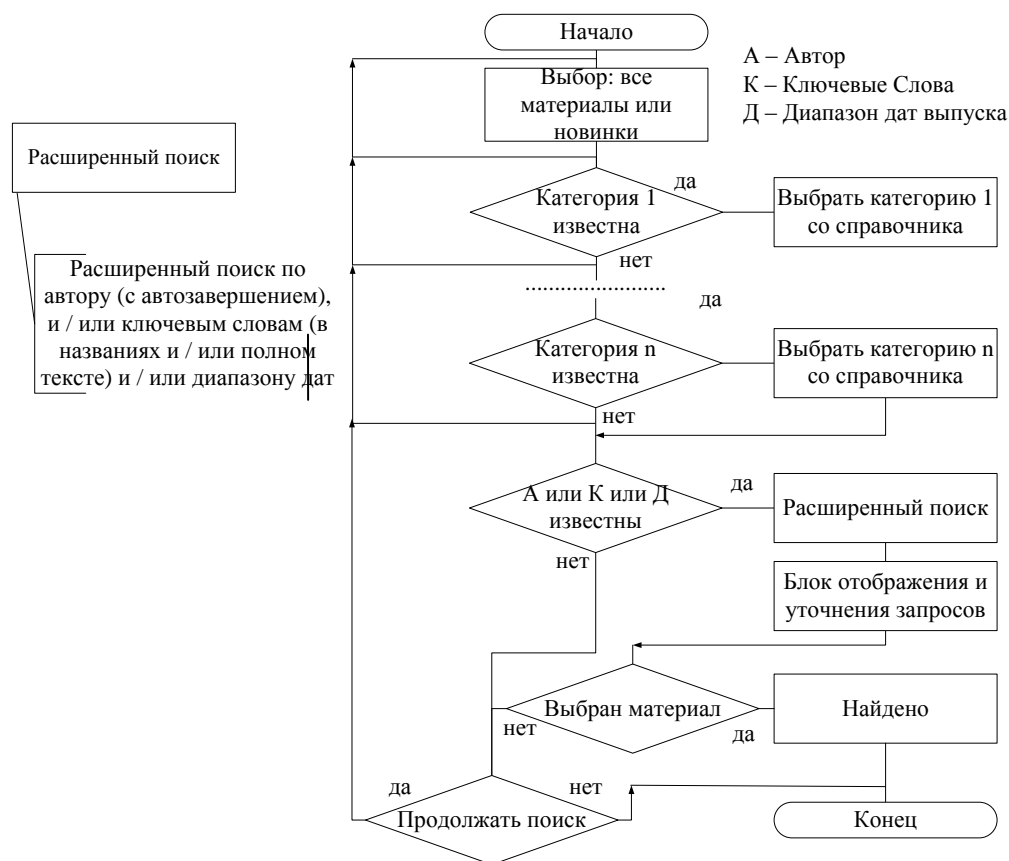 Начало
А – Автор
К – Ключевые Слова
Д – Диапазон дат выпуска
Выбор: все
материалы или
новинки
Расширенный поиск
да
Категория 1
известна
Выбрать категорию 1
со справочника
нет
Расширенный поиск по
автору (с автозавершением),
и / или ключевым словам (в
названиях и / или полном
тексте) и / или диапазону дат
........................
да
Категория n
известна
Выбрать категорию n
со справочника
нет
А или К или Д
известны
да
Расширенный поиск
нет
Блок отображения и
уточнения запросов
Выбран материал
нет
да
Найдено
да
нет
Продолжать поиск
Конец